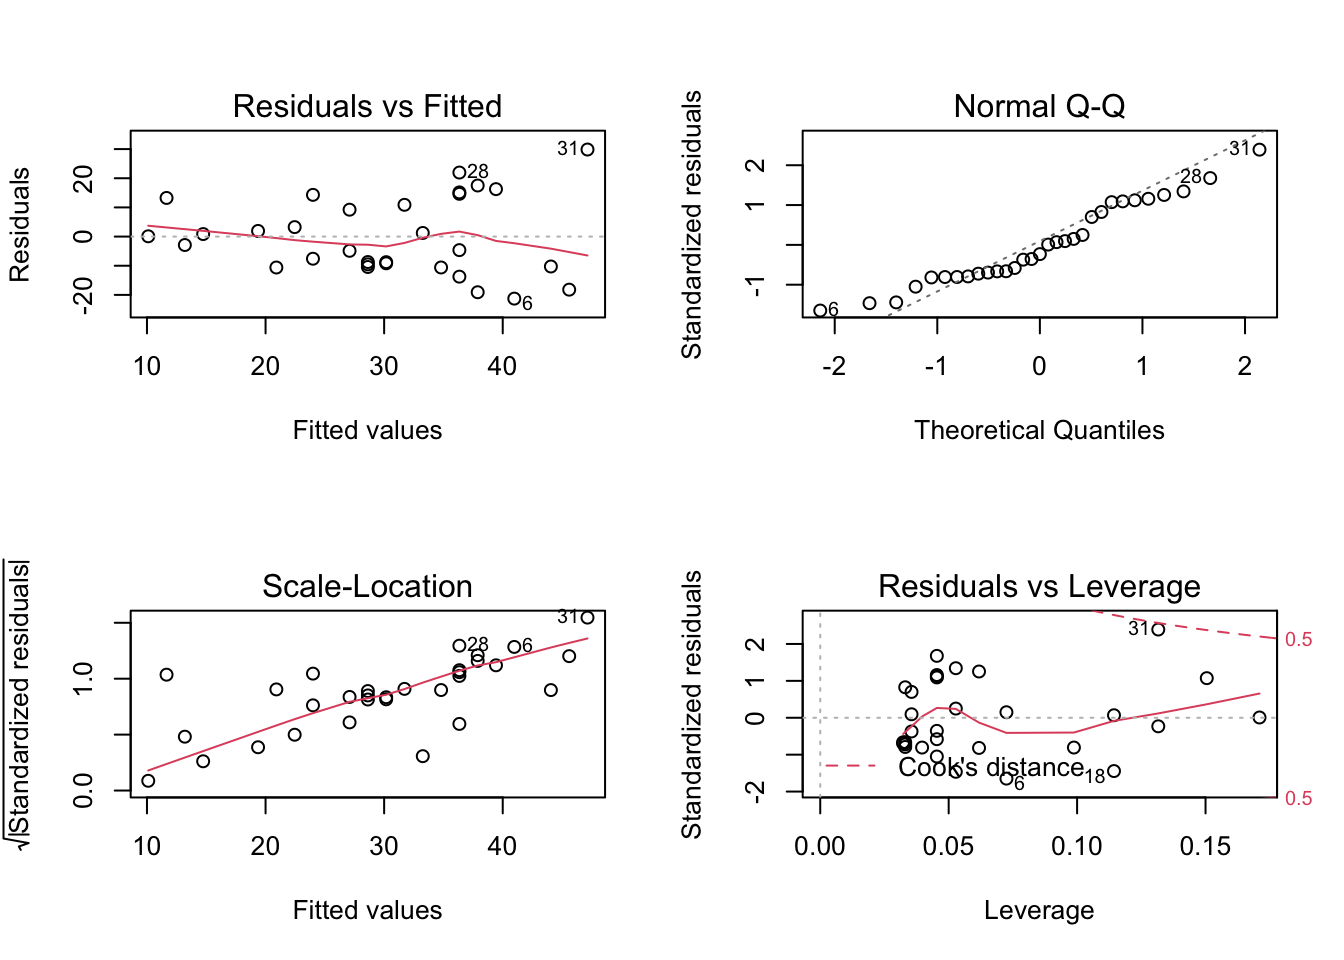 Residuals vs Fitted
Residuals
-20 0 20
31
28
6
10 20 30 40
Fitted values
Normal Q-Q
Standardized residuals
-1 1 2
31
28
6
-2 -1 0 1 2
Theoretical Quantiles
Scale-Location
√|Standardized residuals|
0.0 1.0
31
28
6
10 20 30 40
Fitted values
Residuals vs Leverage
Standardized residuals
-2 0 1 2
31
0.5
Cook's distance
6
18
0.5
0.00 0.05 0.10 0.15
Leverage